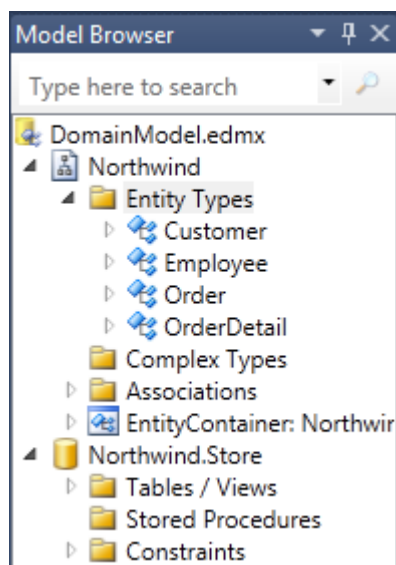 Model Browser
Type here to search
DomainModel.edmx
Northwind
Entity Types
Customer
Employee
Order
OrderDetail
Complex Types
Associations
EntityContainer: Northwin
Northwind.Store
Tables / Views
Stored Procedures
Constraints